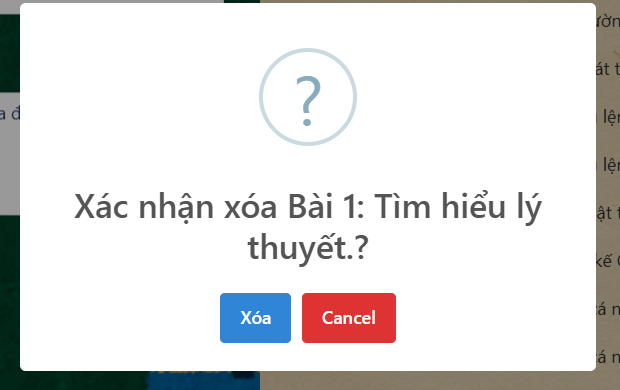 ?
Xác nhận xóa Bài 1: Tìm hiểu lý
thuyết.?
Xóa
Cancel